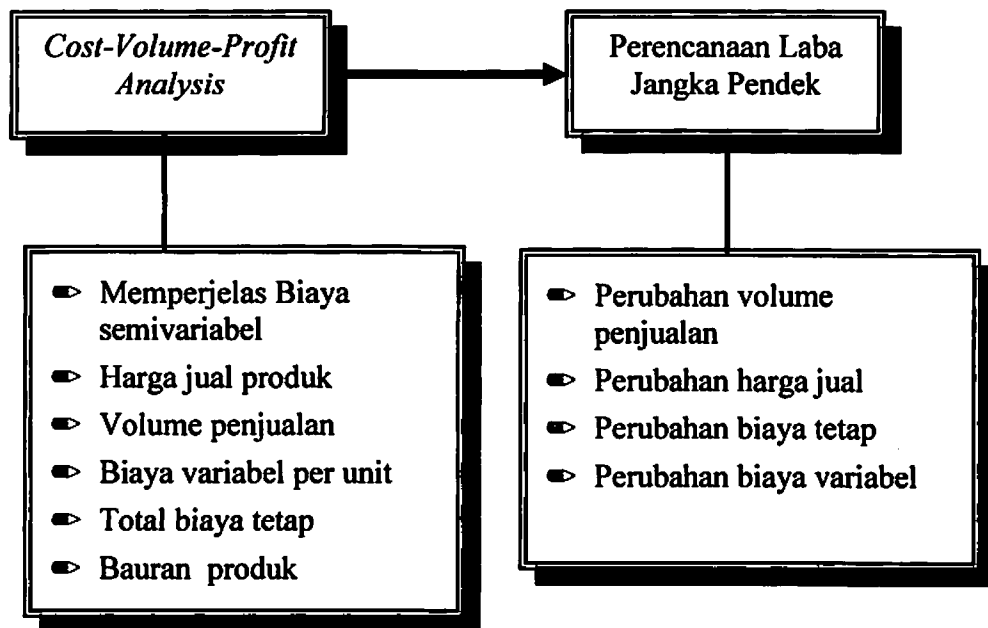 Cost-Volume-Profit
Analysis
Perencanaan Laba
Jangka Pendek
Memperjelas Biaya
semivariabel
Harga jual produk
Volume penjualan
Biaya variabel per unit
Total biaya tetap
Bauran produk
Perubahan volume
penjualan
Perubahan harga jual
Perubahan biaya tetap
Perubahan biaya variabel